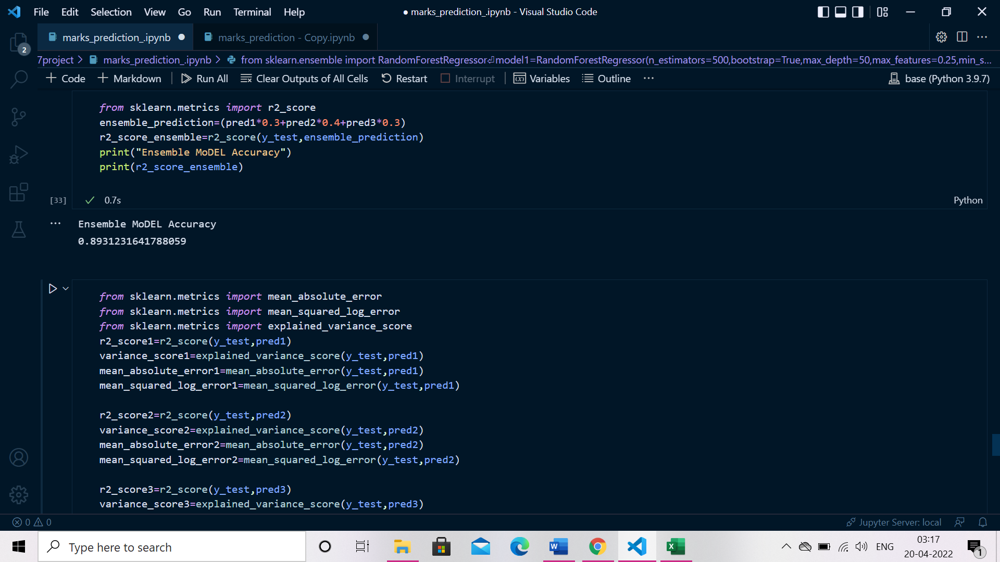 File Edit Selection View Go Run Terminal Help
● marks_prediction_.ipynb - Visual Studio Code
2
marks_prediction_.ipynb ●
marks_prediction - Copy.ipynb ●
7project > marks_prediction_.ipynb > from sklearn.ensemble import RandomForestRegressor⏎model1=RandomForestRegressor(n_estimators=500,bootstrap=True,max_depth=50,max_features=0.25,min_s...
+ Code + Markdown | Run All Clear Outputs of All Cells Restart Interrupt | Variables Outline ...
base (Python 3.9.7)
from sklearn.metrics import r2_score
ensemble_prediction=(pred1*0.3+pred2*0.4+pred3*0.3)
r2_score_ensemble=r2_score(y_test,ensemble_prediction)
print("Ensemble MoDEL Accuracy")
print(r2_score_ensemble)
[33] ✓ 0.7s
Python
... Ensemble MoDEL Accuracy
0.8931231641788059
from sklearn.metrics import mean_absolute_error
from sklearn.metrics import mean_squared_log_error
from sklearn.metrics import explained_variance_score
r2_score1=r2_score(y_test,pred1)
variance_score1=explained_variance_score(y_test,pred1)
mean_absolute_error1=mean_absolute_error(y_test,pred1)
mean_squared_log_error1=mean_squared_log_error(y_test,pred1)
r2_score2=r2_score(y_test,pred2)
variance_score2=explained_variance_score(y_test,pred2)
mean_absolute_error2=mean_absolute_error(y_test,pred2)
mean_squared_log_error2=mean_squared_log_error(y_test,pred2)
r2_score3=r2_score(y_test,pred3)
variance_score3=explained_variance_score(y_test,pred3)
0 0
Jupyter Server: local
Type here to search
ENG
03:17
20-04-2022
1